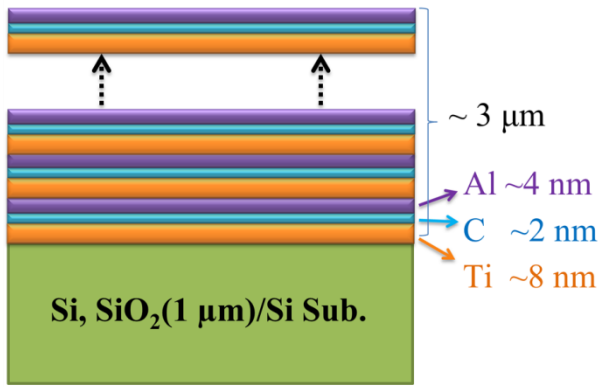 ~ 3 μm
Al ~4 nm
C ~2 nm
Ti ~8 nm
Si, SiO₂(1 μm)/Si Sub.